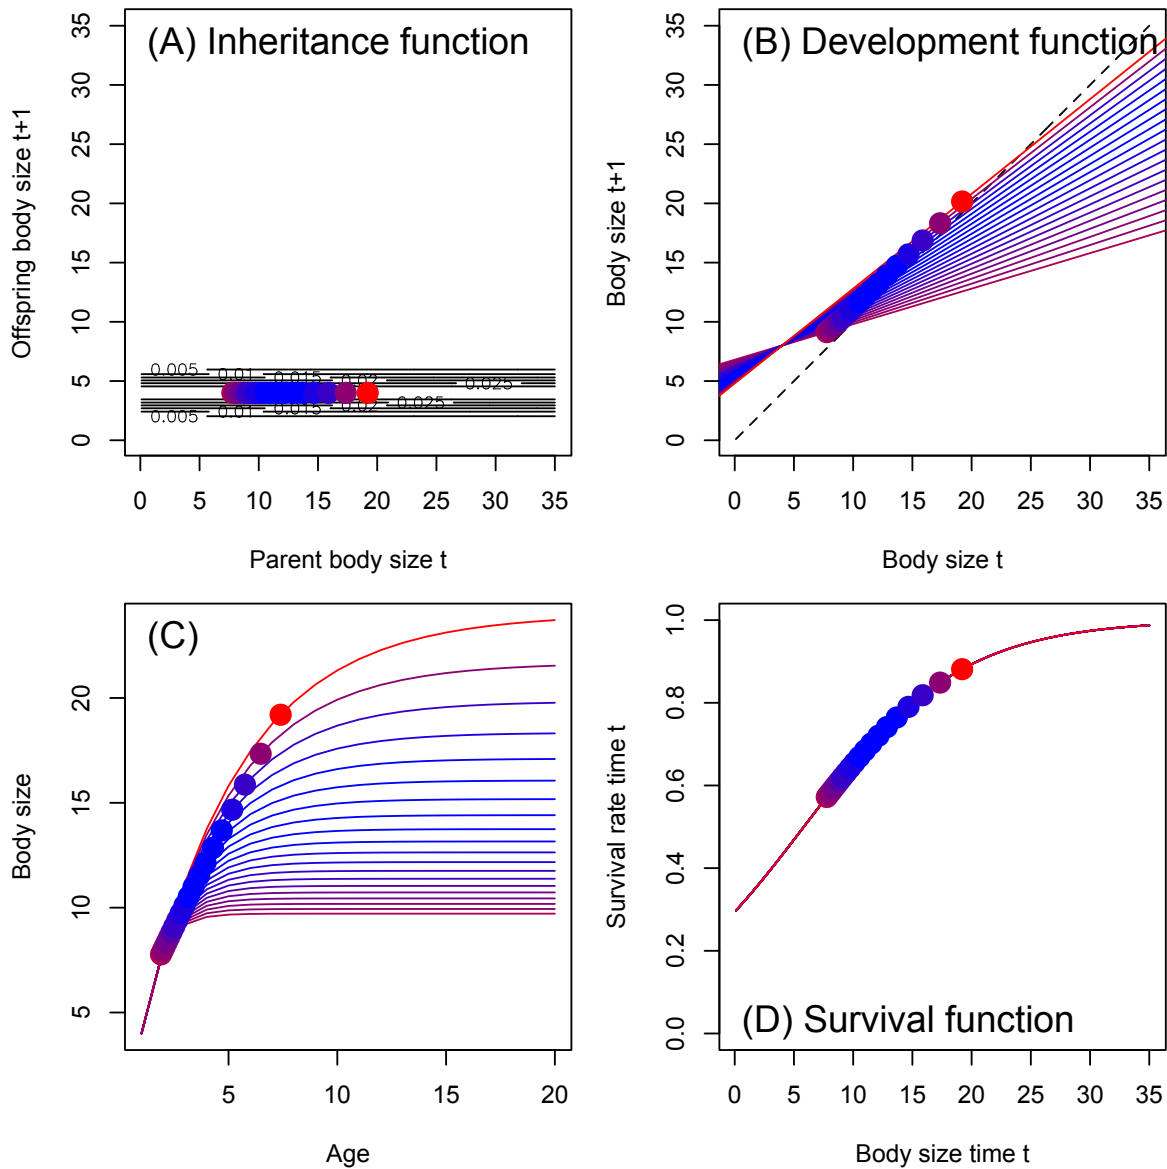 (A) Inheritance function
Offspring body size t+1
35
30
25
20
15
10
5
0
0.005
0.01
0.015
0.02
0.025
0.005
0.01
0.015
0.02
0.025
0 5 10 15 20 25 30 35
Parent body size t
(B) Development function
Body size t+1
35
30
25
20
15
10
5
0
0 5 10 15 20 25 30 35
Body size t
(C)
Body size
20
15
10
5
5 10 15 20
Age
Survival rate time t
1.0
0.8
0.6
0.4
0.2
0.0
(D) Survival function
0 5 10 15 20 25 30 35
Body size time t